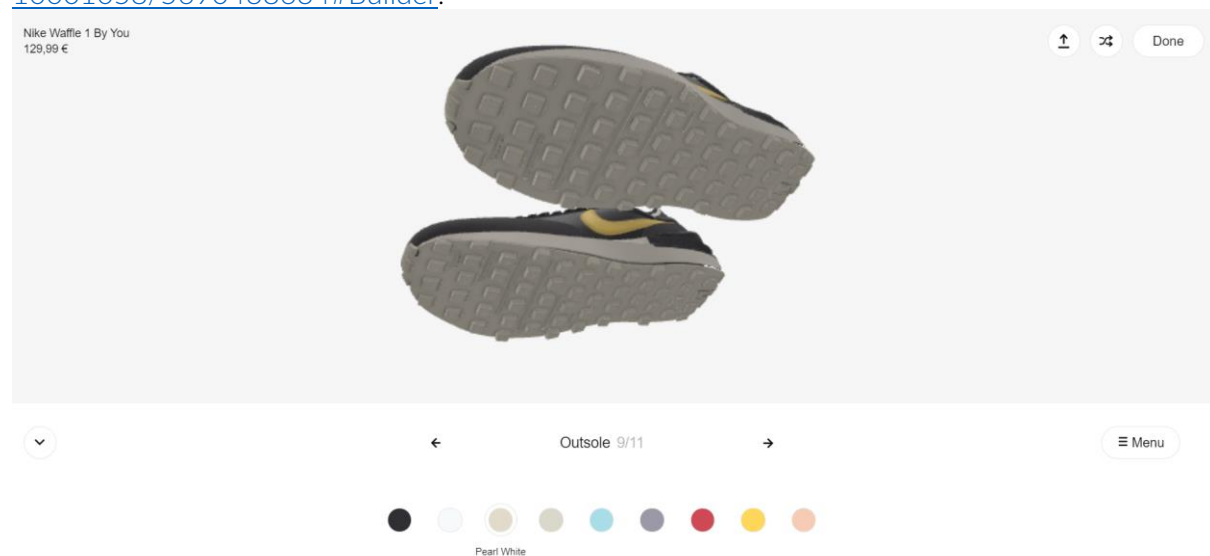 Nike Waffle 1 By You
129,99 €
Done
Outsole 9/11
Menu
Pearl White